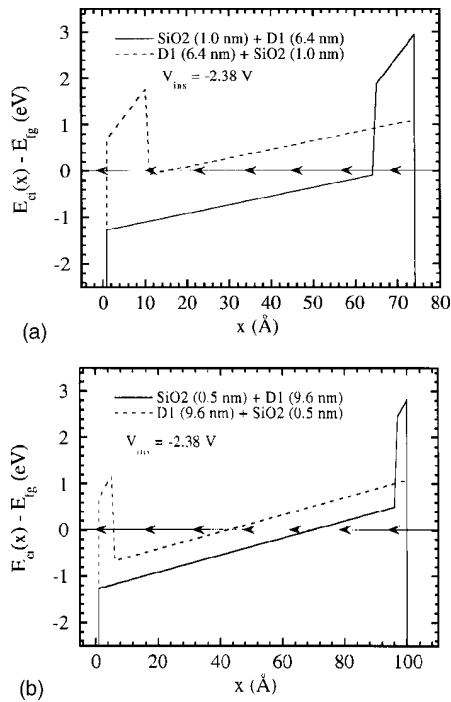 SiO2 (1.0 nm) + D1 (6.4 nm)
D1 (6.4 nm) + SiO2 (1.0 nm)
V_ins = -2.38 V
E_ci(x) - E_fg (eV)
3
2
1
0
-1
-2
0 10 20 30 40 50 60 70 80
x (Å)
(a)
SiO2 (0.5 nm) + D1 (9.6 nm)
D1 (9.6 nm) + SiO2 (0.5 nm)
V_ins = -2.38 V
E_ci(x) - E_fg (eV)
3
2
1
0
-1
-2
0 20 40 60 80 100
x (Å)
(b)